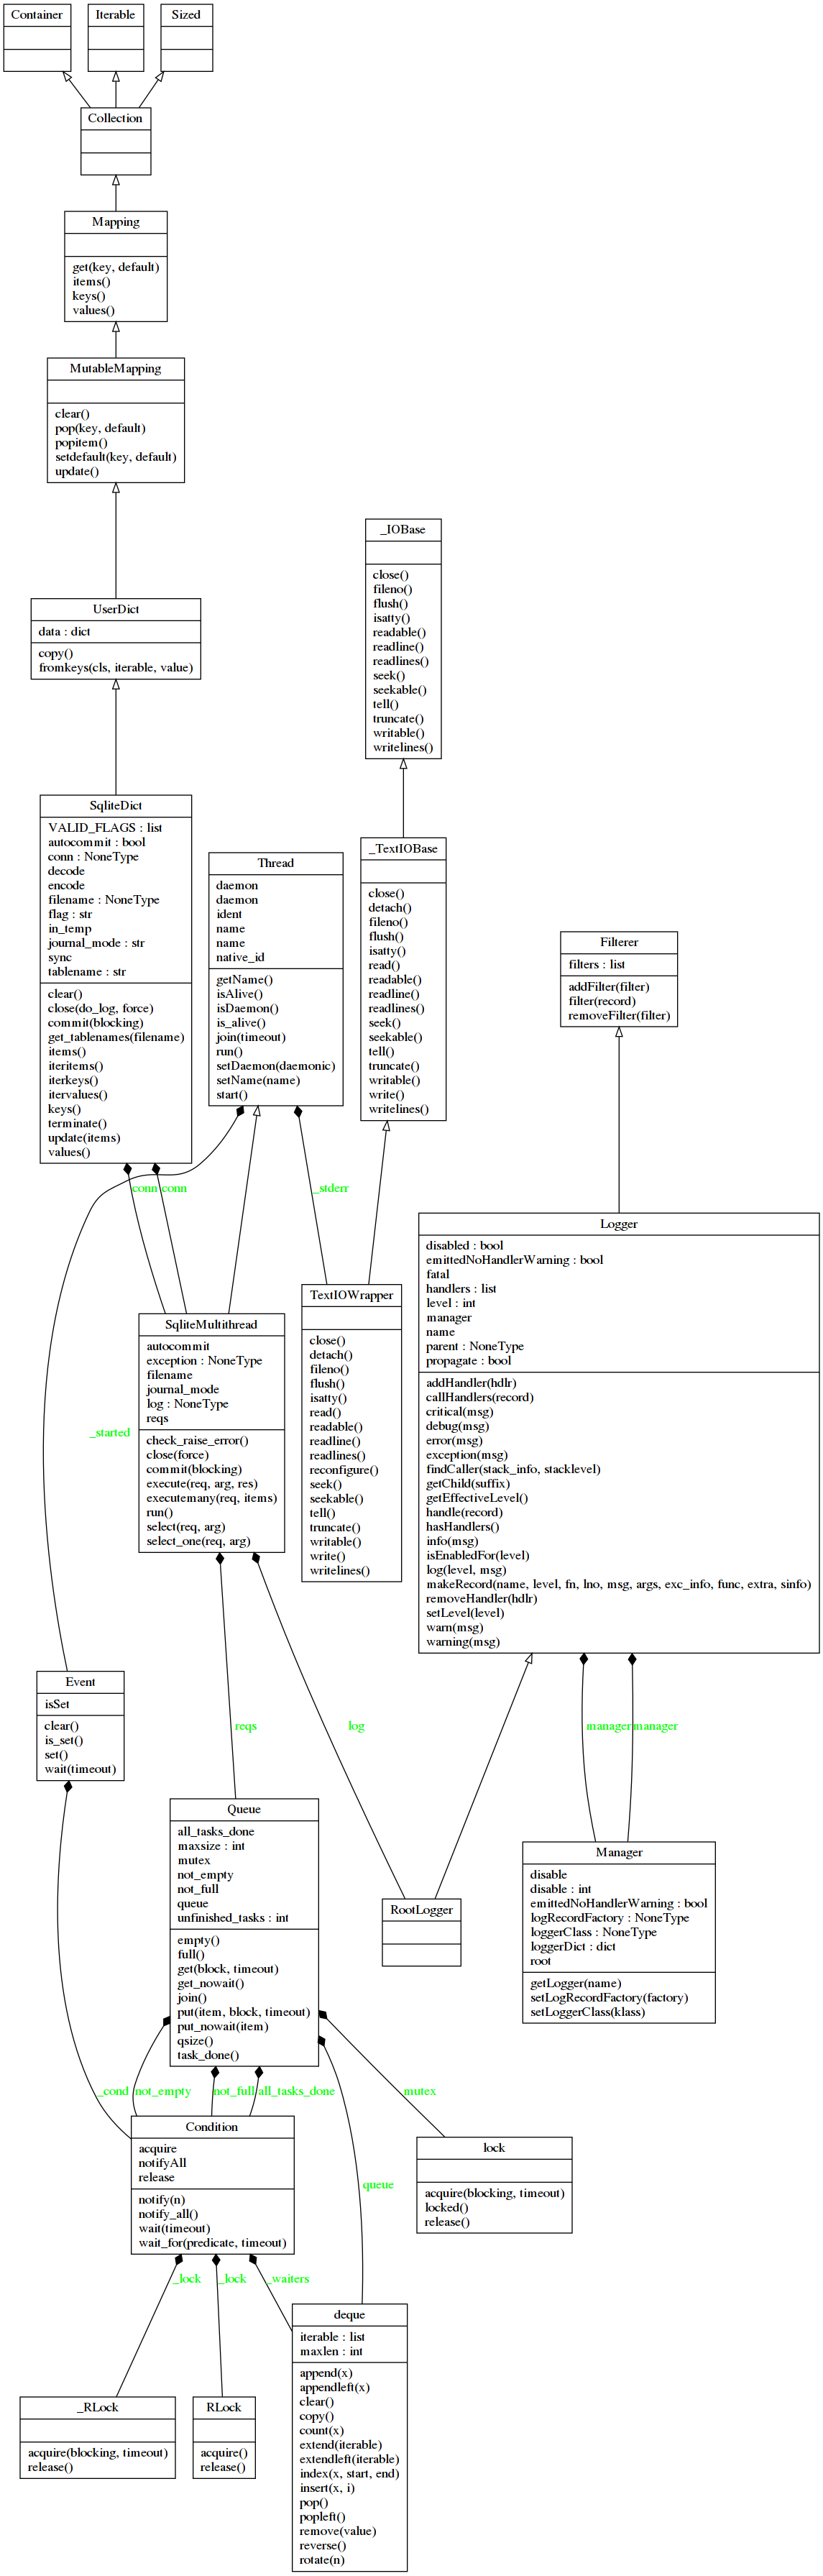 Container
Iterable
Sized
Collection
Mapping
get(key, default)
items()
keys()
values()
MutableMapping
clear()
pop(key, default)
popitem()
setdefault(key, default)
update()
_IOBase
close()
fileno()
flush()
isatty()
readable()
readline()
readlines()
seek()
seekable()
tell()
truncate()
writable()
writelines()
UserDict
data : dict
copy()
fromkeys(cls, iterable, value)
SqliteDict
VALID_FLAGS : list
autocommit : bool
conn : NoneType
decode
encode
filename : NoneType
flag : str
in_temp
journal_mode : str
sync
tablename : str
clear()
close(do_log, force)
commit(blocking)
get_tablenames(filename)
items()
iteritems()
iterkeys()
itervalues()
keys()
terminate()
update(items)
values()
Thread
daemon
daemon
ident
name
name
native_id
getName()
isAlive()
isDaemon()
is_alive()
join(timeout)
run()
setDaemon(daemonic)
setName(name)
start()
_TextIOBase
close()
detach()
fileno()
flush()
isatty()
read()
readable()
readline()
readlines()
seek()
seekable()
tell()
truncate()
writable()
write()
writelines()
Filterer
filters : list
addFilter(filter)
filter(record)
removeFilter(filter)
conn
conn
_stderr
Logger
disabled : bool
emittedNoHandlerWarning : bool
fatal
handlers : list
level : int
manager
name
parent : NoneType
propagate : bool
addHandler(hdlr)
callHandlers(record)
critical(msg)
debug(msg)
error(msg)
exception(msg)
findCaller(stack_info, stacklevel)
getChild(suffix)
getEffectiveLevel()
handle(record)
hasHandlers()
info(msg)
isEnabledFor(level)
log(level, msg)
makeRecord(name, level, fn, lno, msg, args, exc_info, func, extra, sinfo)
removeHandler(hdlr)
setLevel(level)
warn(msg)
warning(msg)
TextIOWrapper
close()
detach()
fileno()
flush()
isatty()
read()
readable()
readline()
readlines()
reconfigure()
seek()
seekable()
tell()
truncate()
writable()
write()
writelines()
SqliteMultithread
autocommit
exception : NoneType
filename
journal_mode
log : NoneType
reqs
check_raise_error()
close(force)
commit(blocking)
execute(req, arg, res)
executemany(req, items)
run()
select(req, arg)
select_one(req, arg)
_started
Event
isSet
clear()
is_set()
set()
wait(timeout)
reqs
log
manager
manager
Queue
all_tasks_done
maxsize : int
mutex
not_empty
not_full
queue
unfinished_tasks : int
empty()
full()
get(block, timeout)
get_nowait()
join()
put(item, block, timeout)
put_nowait(item)
qsize()
task_done()
RootLogger
Manager
disable
disable : int
emittedNoHandlerWarning : bool
logRecordFactory : NoneType
loggerClass : NoneType
loggerDict : dict
root
getLogger(name)
setLogRecordFactory(factory)
setLoggerClass(klass)
_cond
not_empty
not_full
all_tasks_done
mutex
Condition
acquire
notifyAll
release
notify(n)
notify_all()
wait(timeout)
wait_for(predicate, timeout)
lock
acquire(blocking, timeout)
locked()
release()
queue
_lock
_lock
_waiters
_RLock
acquire(blocking, timeout)
release()
RLock
acquire()
release()
deque
iterable : list
maxlen : int
append(x)
appendleft(x)
clear()
copy()
count(x)
extend(iterable)
extendleft(iterable)
index(x, start, end)
insert(x, i)
pop()
popleft()
remove(value)
reverse()
rotate(n)